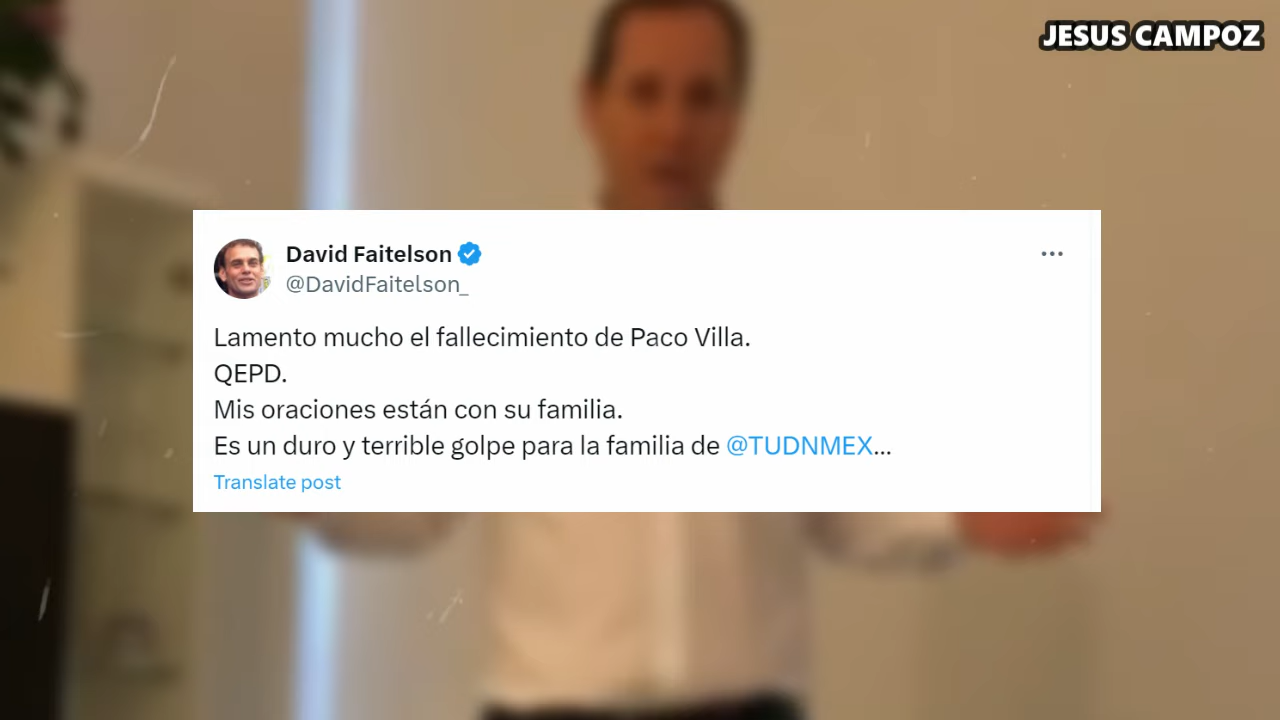 JESUS CAMPOZ
David Faitelson
@DavidFaitelson_
Lamento mucho el fallecimiento de Paco Villa.
QEPD.
Mis oraciones están con su familia.
Es un duro y terrible golpe para la familia de @TUDNMEX...
Translate post